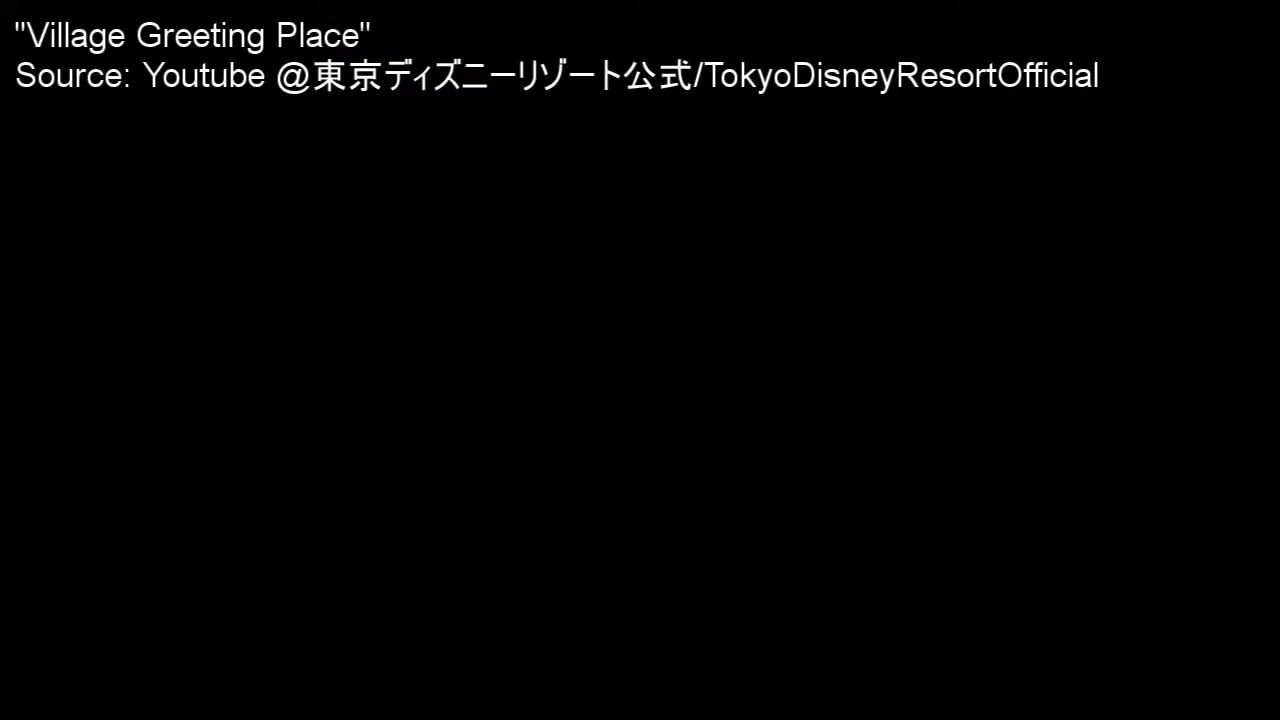 "Village Greeting Place"
Source: Youtube @東京ディズニーリゾート公式/TokyoDisneyResortOfficial